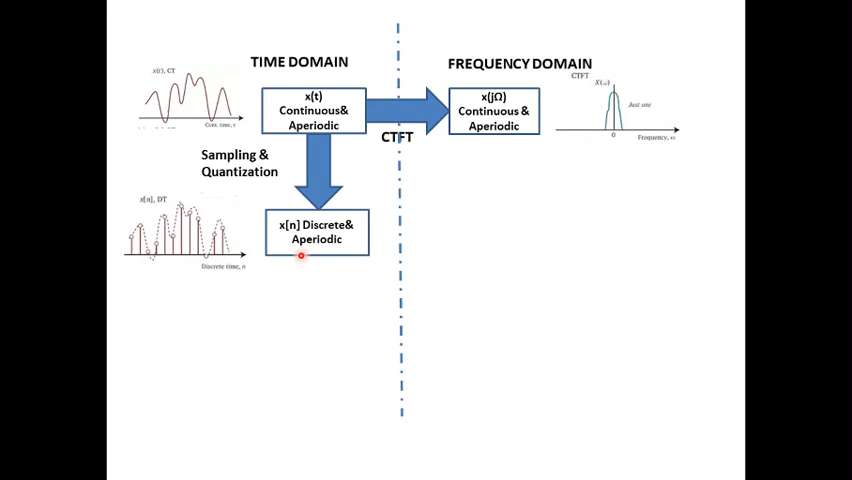 TIME DOMAIN
FREQUENCY DOMAIN
x(t), CT
Cont. time, t
x(t)
Continuous&
Aperiodic
CTFT
x(jΩ)
Continuous &
Aperiodic
CTFT
Just one
0
Frequency, ω
Sampling &
Quantization
x[n], DT
Discrete time, n
x[n] Discrete&
Aperiodic